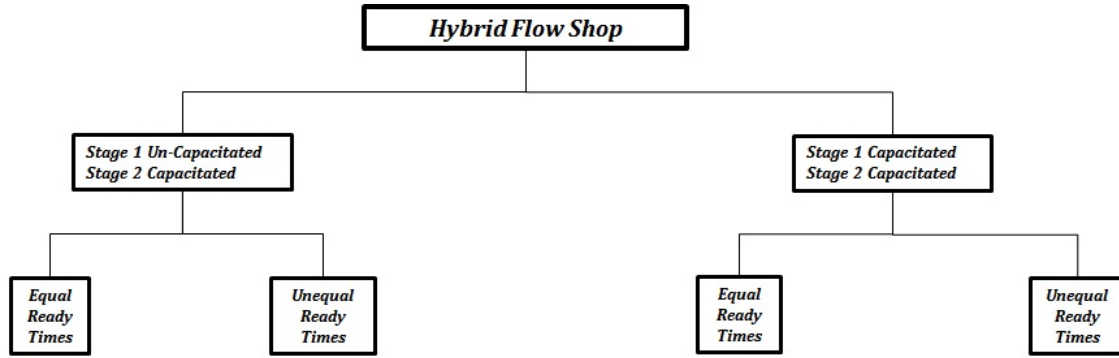 Hybrid Flow Shop
Stage 1 Un-Capacitated
Stage 2 Capacitated
Stage 1 Capacitated
Stage 2 Capacitated
Equal
Ready
Times
Unequal
Ready
Times
Equal
Ready
Times
Unequal
Ready
Times